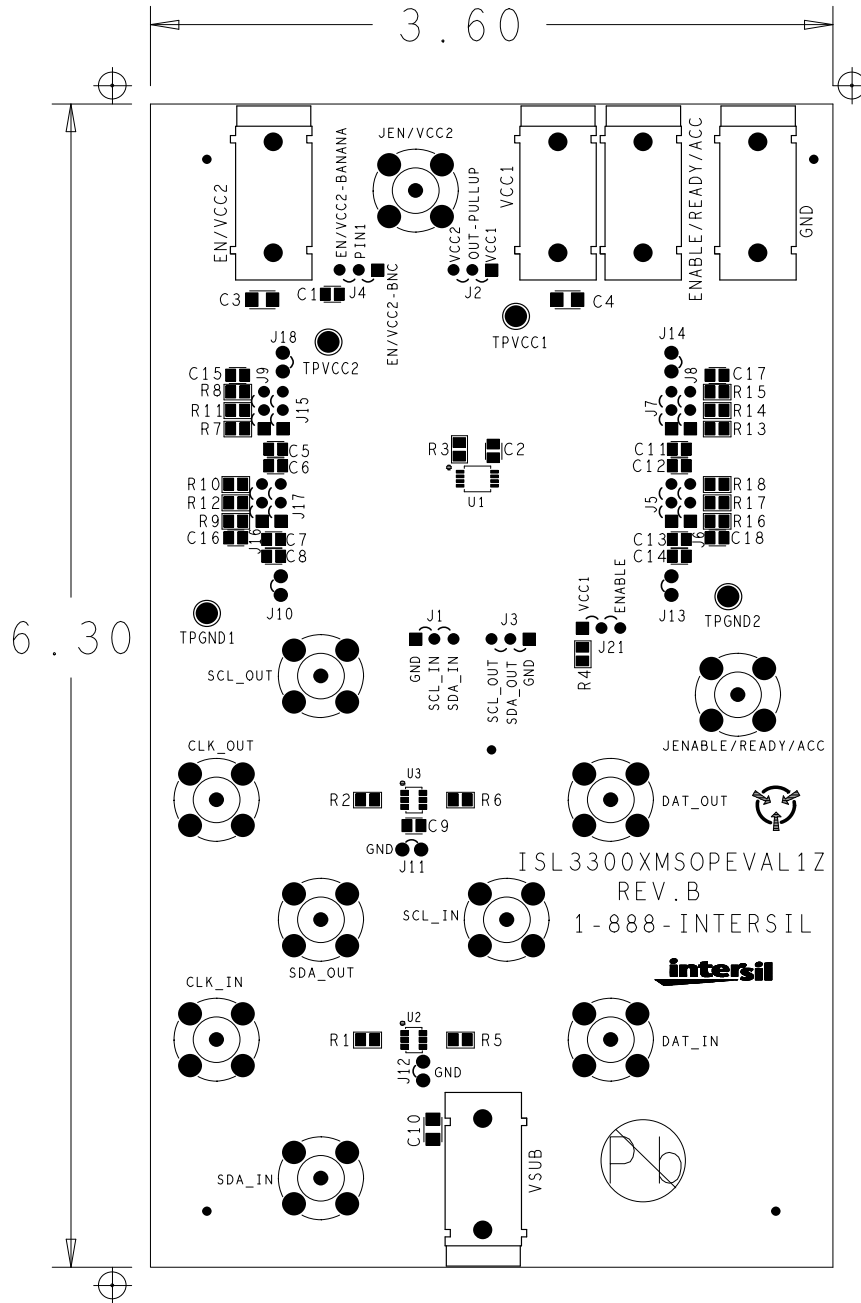 3.60
6.30
JEN/VCC2
EN/VCC2-BANANA
PIN1
EN/VCC2
VCC2
OUT-PULLUP
VCC1
VCC1
ENABLE/READY/ACC
GND
C3
C1
J4
EN/VCC2-BNC
J2
C4
J18
TPVCC2
TPVCC1
J14
C15
J9
J8
C17
R8
R15
R11
J15
J7
R14
R7
R13
C5
R3
C2
C11
C6
C12
U1
R10
R18
R12
J17
J5
R17
R9
R16
C16
J16
C7
C13
J6
C18
C8
C14
J10
J13
TPGND1
TPGND2
VCC1
ENABLE
J21
R4
J1
J3
GND
SCL_IN
SDA_IN
SCL_OUT
SDA_OUT
GND
SCL_OUT
JENABLE/READY/ACC
CLK_OUT
U3
R2
R6
DAT_OUT
C9
GND
J11
ISL3300XMSOPEVAL1Z
REV.B
1-888-INTERSIL
SCL_IN
SDA_OUT
intersil
CLK_IN
U2
R1
R5
DAT_IN
J12
GND
C10
VSUB
Pb
SDA_IN